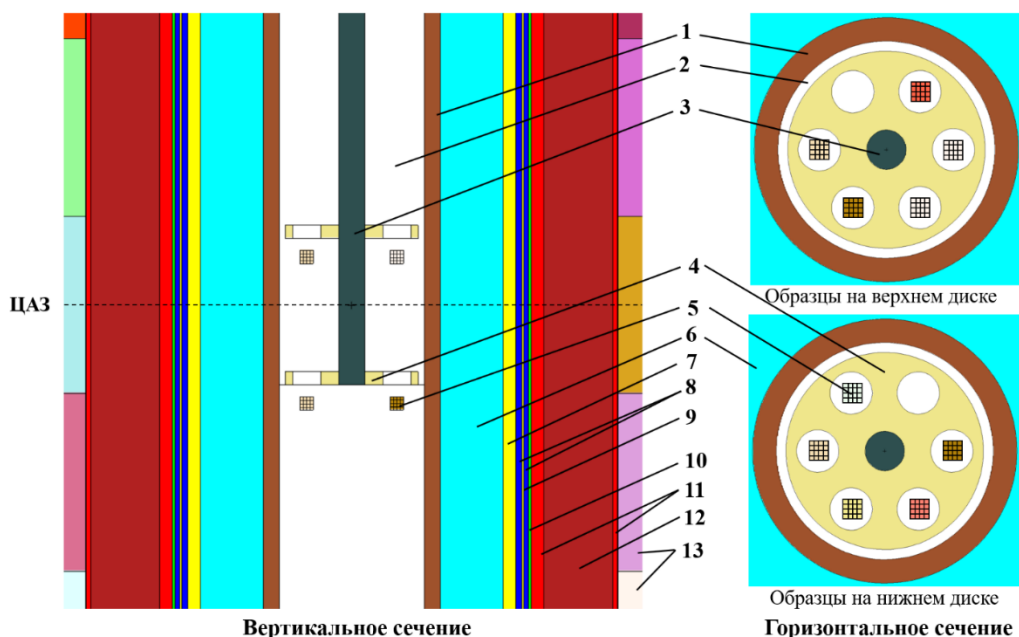 1
2
3
4
5
6
7
8
9
10
11
12
13
ЦАЗ
Образцы на верхнем диске
Образцы на нижнем диске
Вертикальное сечение
Горизонтальное сечение